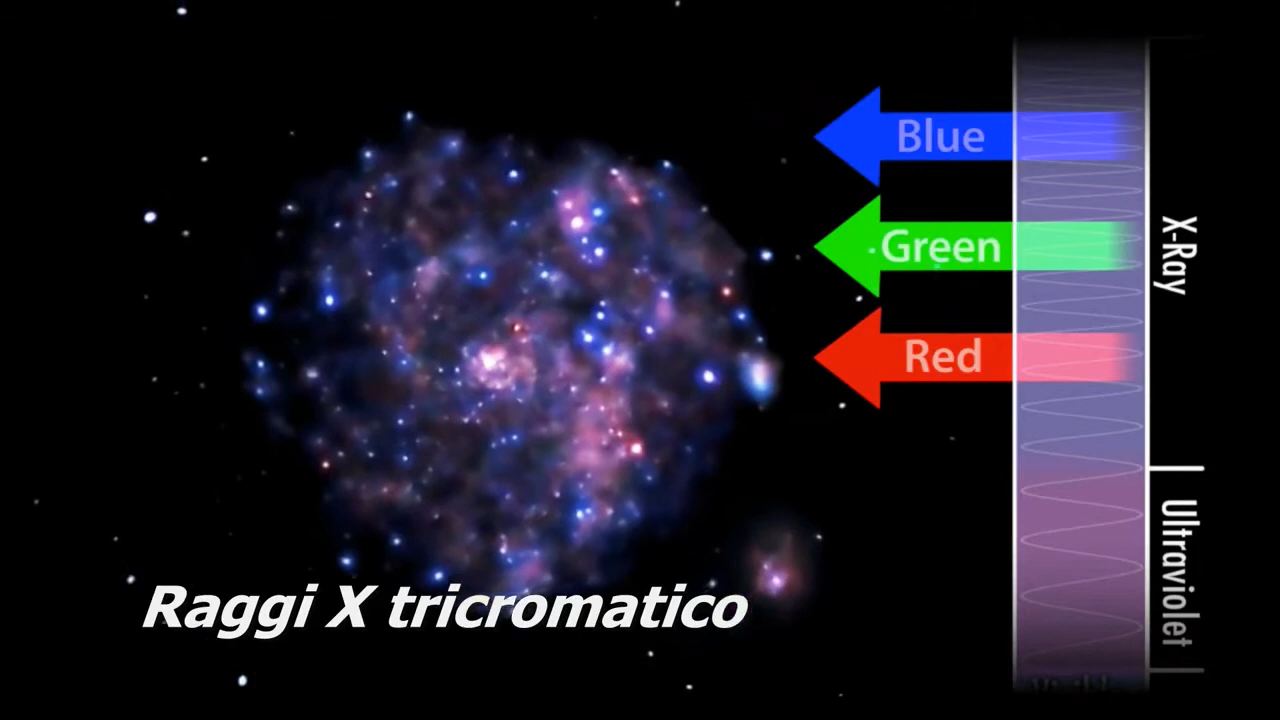 Blue
Green
Red
X-Ray
Ultraviolet
Raggi X tricromatico